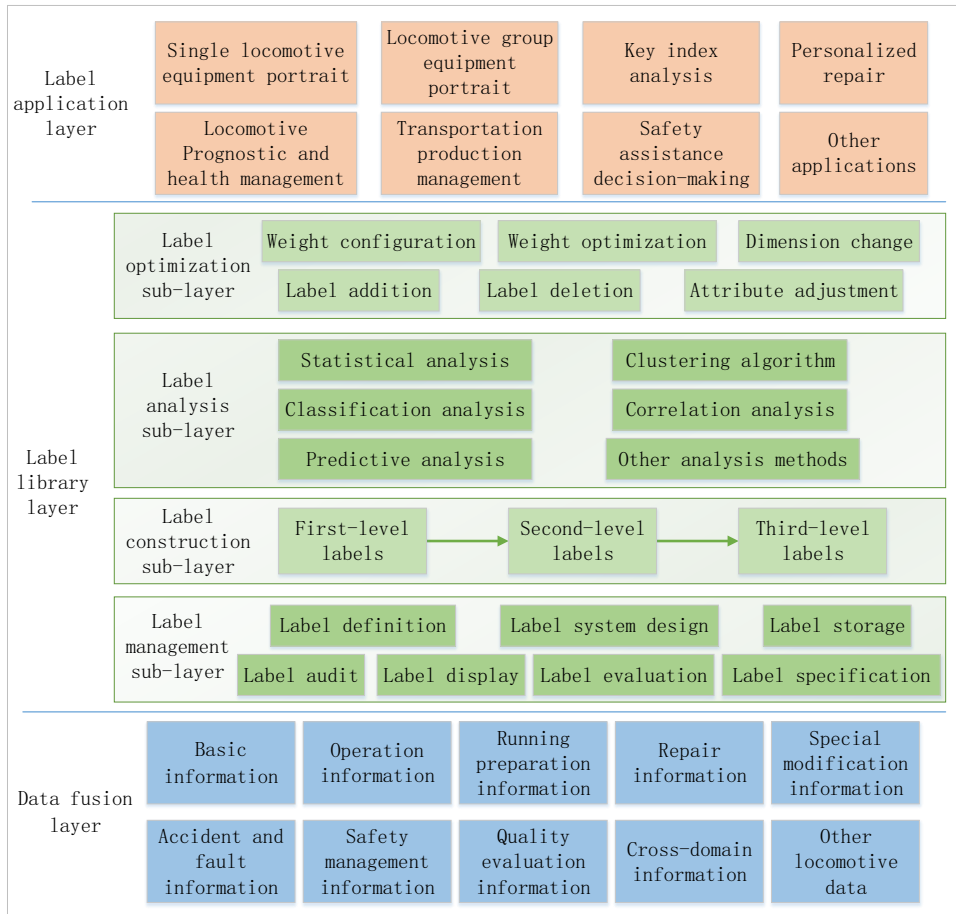 Label
application
layer
Single locomotive
equipment portrait
Locomotive group
equipment
portrait
Key index
analysis
Personalized
repair
Locomotive
Prognostic and
health management
Transportation
production
management
Safety
assistance
decision-making
Other
applications
Label
library
layer
Label
optimization
sub-layer
Weight configuration
Weight optimization
Dimension change
Label addition
Label deletion
Attribute adjustment
Label
analysis
sub-layer
Statistical analysis
Clustering algorithm
Classification analysis
Correlation analysis
Predictive analysis
Other analysis methods
Label
construction
sub-layer
First-level
labels
Second-level
labels
Third-level
labels
Label
management
sub-layer
Label definition
Label system design
Label storage
Label audit
Label display
Label evaluation
Label specification
Data fusion
layer
Basic
information
Operation
information
Running
preparation
information
Repair
information
Special
modification
information
Accident and
fault
information
Safety
management
information
Quality
evaluation
information
Cross-domain
information
Other
locomotive
data